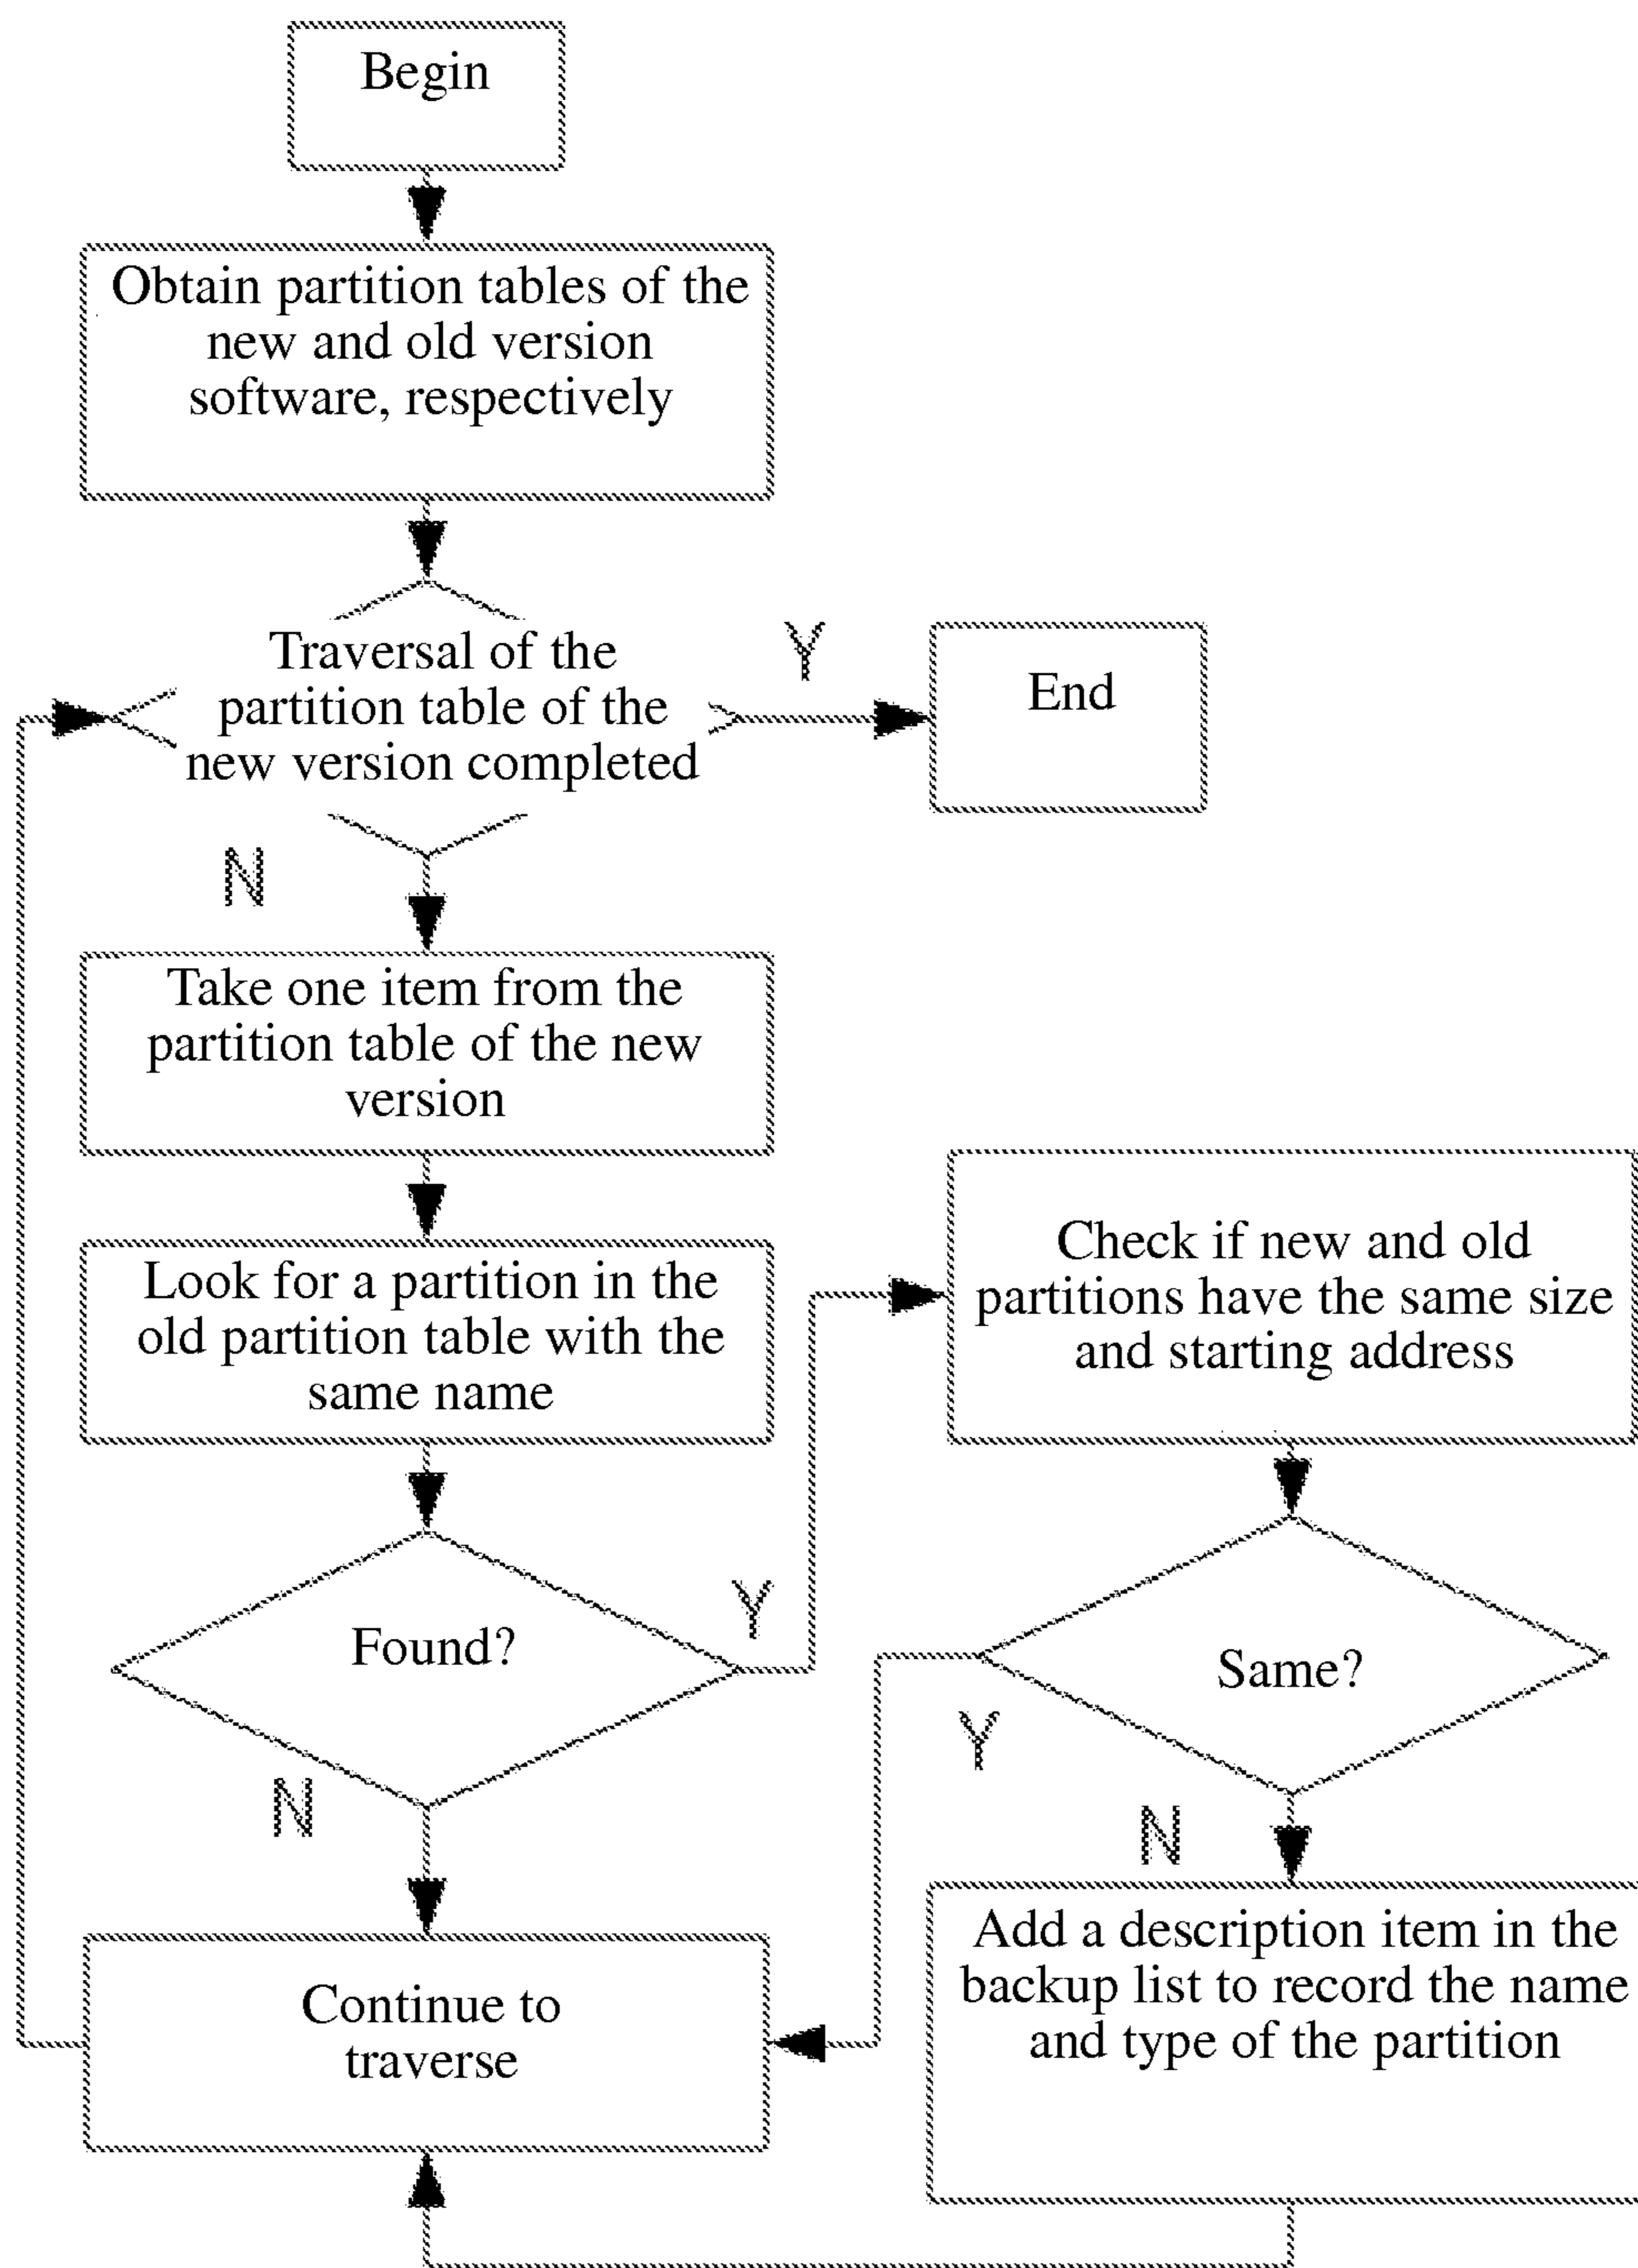 Begin
Obtain partition tables of the
new and old version
software, respectively
Traversal of the
partition table of the
new version completed
Y
End
N
Take one item from the
partition table of the new
version
Look for a partition in the
old partition table with the
same name
Check if new and old
partitions have the same size
and starting address
Found?
Y
N
Same?
Y
N
Continue to
traverse
Add a description item in the
backup list to record the name
and type of the partition